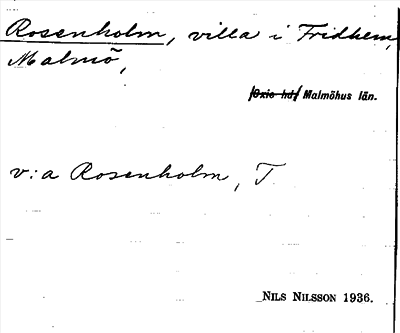 Rosenholm, villa i Fridhem,
Malmö,
/Oxie hd/ Malmöhus län.
v:a Rosenholm, T
NILS NILSSON 1936.